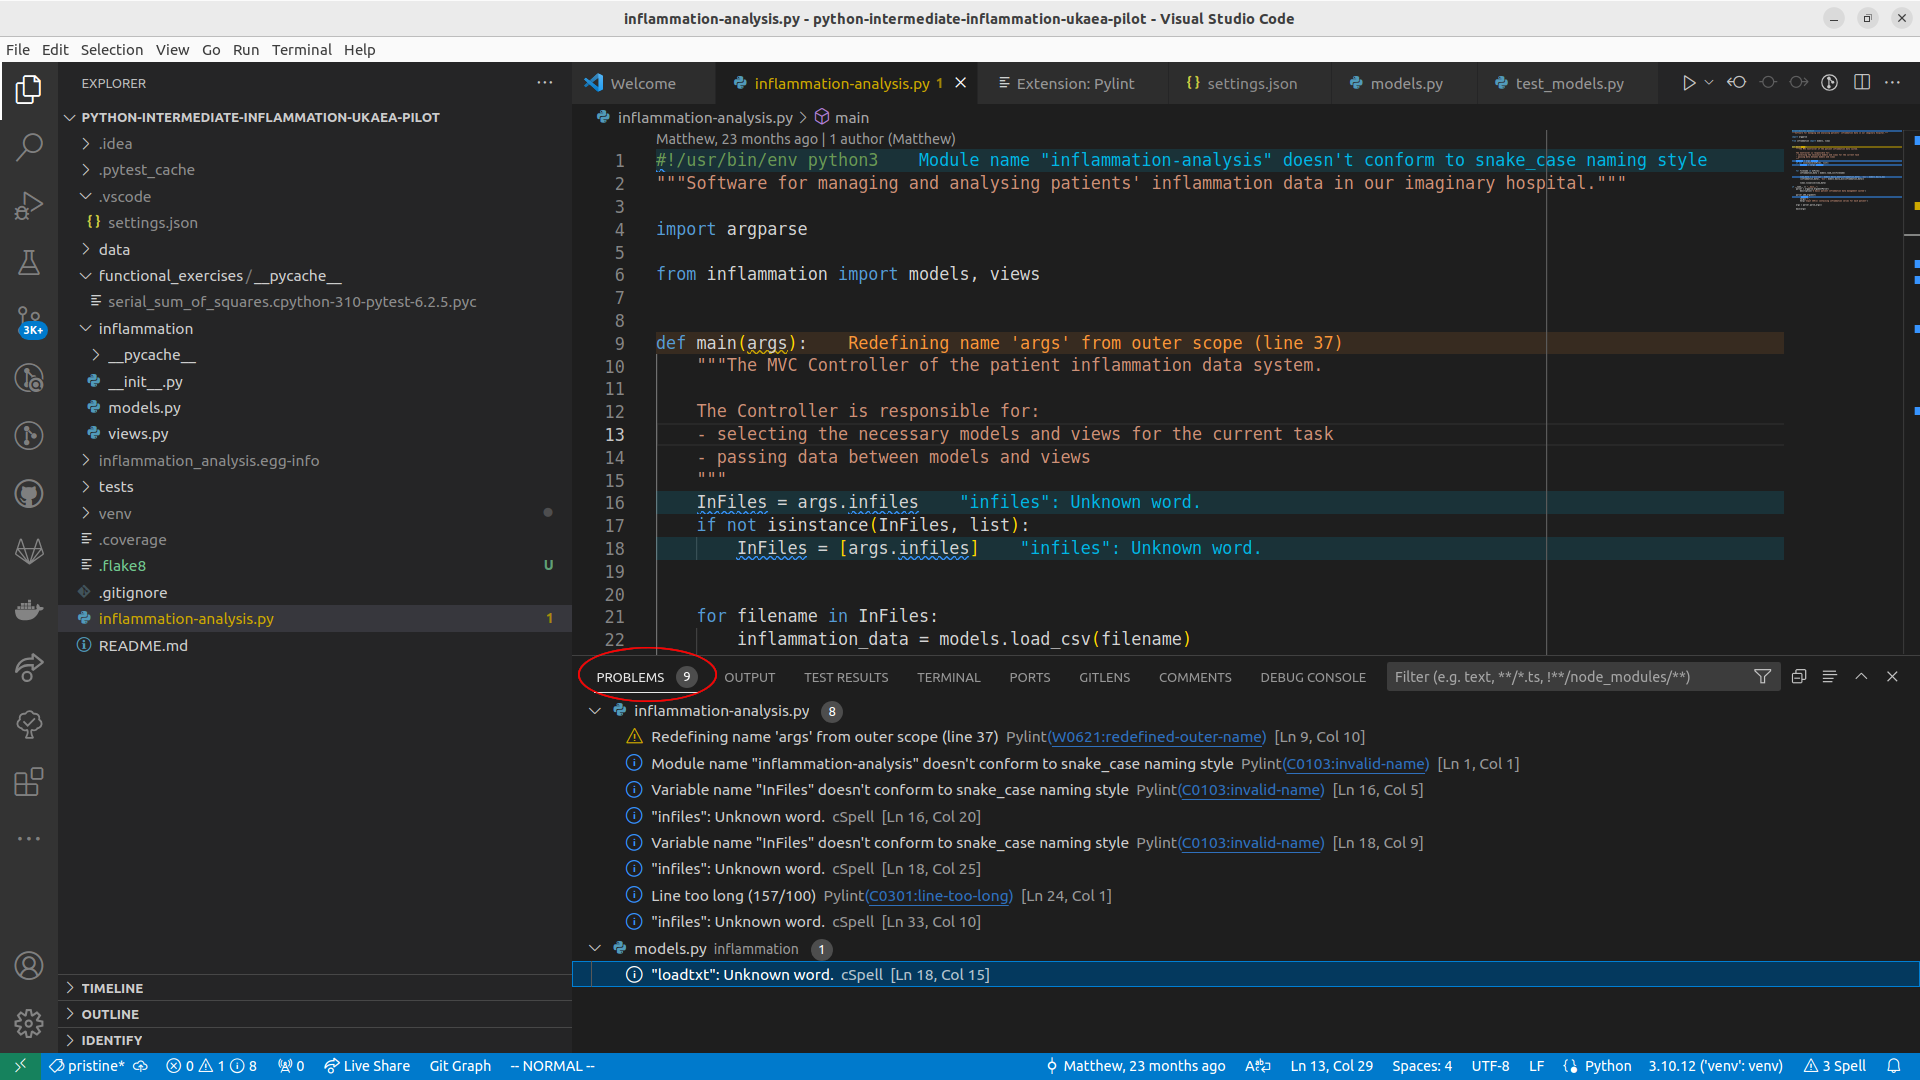 inflammation-analysis.py - python-intermediate-inflammation-ukaea-pilot - Visual Studio Code
File Edit Selection View Go Run Terminal Help
EXPLORER
PYTHON-INTERMEDIATE-INFLAMMATION-UKAEA-PILOT
.idea
.pytest_cache
.vscode
settings.json
data
functional_exercises/__pycache__
serial_sum_of_squares.cpython-310-pytest-6.2.5.pyc
inflammation
3K+
__pycache__
__init__.py
models.py
views.py
inflammation_analysis.egg-info
tests
venv
.coverage
.flake8 U
.gitignore
inflammation-analysis.py 1
README.md
TIMELINE
OUTLINE
IDENTIFY
Welcome inflammation-analysis.py 1 Extension: Pylint settings.json models.py test_models.py
inflammation-analysis.py > main
Matthew, 23 months ago | 1 author (Matthew)
1 #!/usr/bin/env python3 Module name "inflammation-analysis" doesn't conform to snake_case naming style
2 """Software for managing and analysing patients' inflammation data in our imaginary hospital."""
3
4 import argparse
5
6 from inflammation import models, views
7
8
9 def main(args): Redefining name 'args' from outer scope (line 37)
10 """The MVC Controller of the patient inflammation data system.
11
12 The Controller is responsible for:
13 - selecting the necessary models and views for the current task
14 - passing data between models and views
15 """
16 InFiles = args.infiles "infiles": Unknown word.
17 if not isinstance(InFiles, list):
18 InFiles = [args.infiles] "infiles": Unknown word.
19
20
21 for filename in InFiles:
22 inflammation_data = models.load_csv(filename)
PROBLEMS 9 OUTPUT TEST RESULTS TERMINAL PORTS GITLENS COMMENTS DEBUG CONSOLE Filter (e.g. text, **/*.ts, !**/node_modules/**)
inflammation-analysis.py 8
Redefining name 'args' from outer scope (line 37) Pylint(W0621:redefined-outer-name) [Ln 9, Col 10]
Module name "inflammation-analysis" doesn't conform to snake_case naming style Pylint(C0103:invalid-name) [Ln 1, Col 1]
Variable name "InFiles" doesn't conform to snake_case naming style Pylint(C0103:invalid-name) [Ln 16, Col 5]
"infiles": Unknown word. cSpell [Ln 16, Col 20]
Variable name "InFiles" doesn't conform to snake_case naming style Pylint(C0103:invalid-name) [Ln 18, Col 9]
"infiles": Unknown word. cSpell [Ln 18, Col 25]
Line too long (157/100) Pylint(C0301:line-too-long) [Ln 24, Col 1]
"infiles": Unknown word. cSpell [Ln 33, Col 10]
models.py inflammation 1
"loadtxt": Unknown word. cSpell [Ln 18, Col 15]
pristine* 0 1 8 0 Live Share Git Graph -- NORMAL -- Matthew, 23 months ago Ln 13, Col 29 Spaces: 4 UTF-8 LF Python 3.10.12 ('venv': venv) 3 Spell